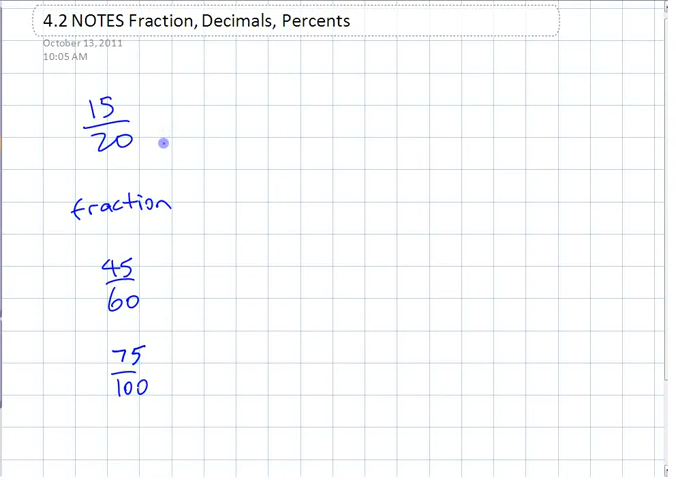 4.2 NOTES Fraction, Decimals, Percents
October 13, 2011
10:05 AM
15
20
fraction
45
60
75
100